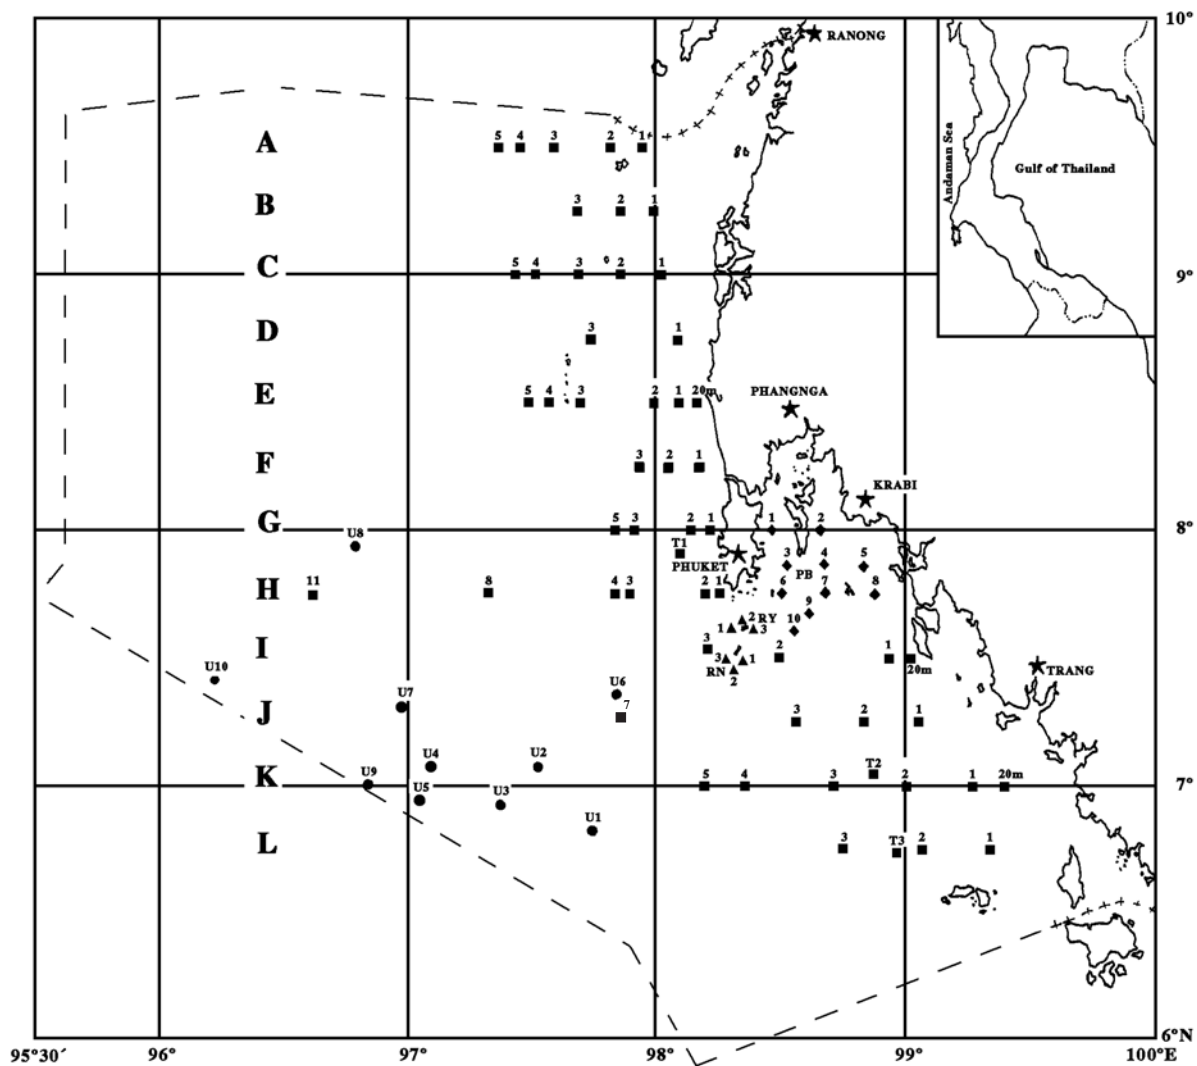 10°
RANONG
Andaman Sea
Gulf of Thailand
A
5 4 3 2 1
B
3 2 1
C
5 4 3 2 1
9°
D
3 1
E
5 4 3 2 1 20m
PHANGNGA
F
3 2 1
KRABI
G
5 3 2 1 1 2
U8
T1
PHUKET
3 4 5
PB
H
11 8 4 3 2 1 6 7 8
9
10
1 2 RY 3
I
3 2 1 20m
3 1
RN
2
TRANG
U10
U7
U6
J
7 3 2 1
U4
U2
T2
K
5 4 3 2 1 20m
7°
U9
U5
U3
U1
L
3 T3 2 1
6°N
95°30´ 96° 97° 98° 99° 100°E